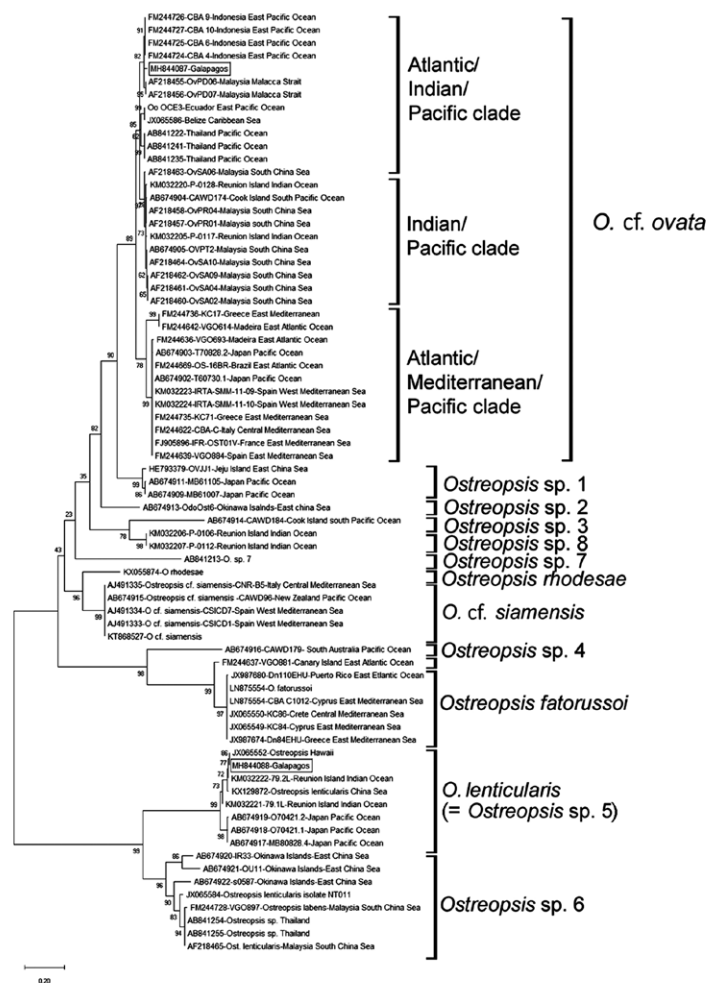 FM244726-CBA 9-Indonesia East Pacific Ocean
FM244727-CBA 10-Indonesia East Pacific Ocean
FM244725-CBA 6-Indonesia East Pacific Ocean
FM244724-CBA 4-Indonesia East Pacific Ocean
MH844087-Galapagos
AF218455-OvPD06-Malaysia Malacca Strait
AF218456-OvPD07-Malaysia Malacca Strait
Oo OCE3-Ecuador East Pacific Ocean
JX065586-Belize Caribbean Sea
AB841222-Thailand Pacific Ocean
AB841241-Thailand Pacific Ocean
AB841235-Thailand Pacific Ocean
Atlantic/
Indian/
Pacific clade
AF218463-OvSA06-Malaysia South China Sea
KM032220-P-0128-Reunion Island Indian Ocean
AB674904-CAWD174-Cook Island South Pacific Ocean
AF218458-OvPR04-Malaysia south China Sea
AF218457-OvPR01-Malaysia south China Sea
KM032205-P-0117-Reunion Island Indian Ocean
AB674905-OVPT2-Malaysia South China Sea
AF218464-OvSA10-Malaysia South China Sea
AF218462-OvSA09-Malaysia South China Sea
AF218461-OvSA04-Malaysia South China Sea
AF218460-OvSA02-Malaysia South China Sea
Indian/
Pacific clade
O. cf. ovata
FM244736-KC17-Greece East Mediterranean
FM244642-VGO614-Madeira East Atlantic Ocean
FM244636-VGO693-Madeira East Atlantic Ocean
AB674903-T70828.2-Japan Pacific Ocean
FM244669-OS-16BR-Brazil East Atlantic Ocean
AB674902-T60730.1-Japan Pacific Ocean
KM032223-IRTA-SMM-11-09-Spain West Mediterranean Sea
KM032224-IRTA-SMM-11-10-Spain West Mediterranean Sea
FM244735-KC71-Greece East Mediterranean Sea
FM244622-CBA-C-Italy Central Mediterranean Sea
FJ905896-IFR-OST01V-France East Mediterranean Sea
FM244639-VGO884-Spain East Mediterranean Sea
Atlantic/
Mediterranean/
Pacific clade
HE793379-OVJJ1-Jeju Island East China Sea
AB674911-MB61105-Japan Pacific Ocean
AB674909-MB61007-Japan Pacific Ocean
Ostreopsis sp. 1
AB674913-OdoOst6-Okinawa Isalnds-East china Sea
Ostreopsis sp. 2
AB674914-CAWD184-Cook Island south Pacific Ocean
Ostreopsis sp. 3
KM032206-P-0106-Reunion Island Indian Ocean
KM032207-P-0112-Reunion Island Indian Ocean
Ostreopsis sp. 8
AB841213-O. sp. 7
Ostreopsis sp. 7
KX055874-O rhodesae
Ostreopsis rhodesae
AJ491335-Ostreopsis cf. siamensis-CNR-B5-Italy Central Mediterranean Sea
AB674915-Ostreopsis cf siamensis -CAWD96-New Zealand Pacific Ocean
AJ491334-O cf. siamensis-CSICD7-Spain West Mediterranean Sea
AJ491333-O cf. siamensis-CSICD1-Spain West Mediterranean Sea
KT868527-O cf. siamensis
O. cf. siamensis
AB674916-CAWD179- South Australia Pacific Ocean
Ostreopsis sp. 4
FM244637-VGO881-Canary Island East Atlantic Ocean
JX987680-Dn110EHU-Puerto Rico East Atlantic Ocean
LN875554-O. fatorussoi
LN875554-CBA C1012-Cyprus East Mediterranean Sea
JX065550-KC86-Crete Central Mediterranean Sea
JX065549-KC84-Cyprus East Mediterranean Sea
JX987674-Dn84EHU-Greece East Mediterranean Sea
Ostreopsis fatorussoi
JX065552-Ostreopsis Hawaii
MH844088-Galapagos
KM032222-79.2L-Reunion Island Indian Ocean
KX129872-Ostreopsis lenticularis China Sea
KM032221-79.1L-Reunion Island Indian Ocean
AB674919-O70421.2-Japan Pacific Ocean
AB674918-O70421.1-Japan Pacific Ocean
AB674917-MB80828.4-Japan Pacific Ocean
O. lenticularis
(= Ostreopsis sp. 5)
AB674920-IR33-Okinawa Islands-East China Sea
AB674921-OU11-Okinawa Islands-East China Sea
AB674922-s0587-Okinawa Islands-East China Sea
JX065584-Ostreopsis lenticularis isolate NT011
FM244728-VGO897-Ostreopsis labens-Malaysia South China Sea
AB841254-Ostreopsis sp. Thailand
AB841255-Ostreopsis sp. Thailand
AF218465-Ost. lenticularis-Malaysia South China Sea
Ostreopsis sp. 6
0.20